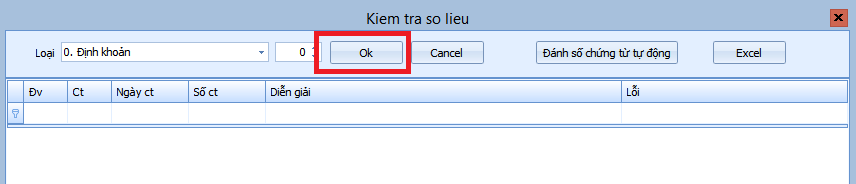 Kiem tra so lieu
Loại 0. Định khoản 0 Ok Cancel Đánh số chứng từ tự động Excel
Đv Ct Ngày ct Số ct Diễn giải Lỗi